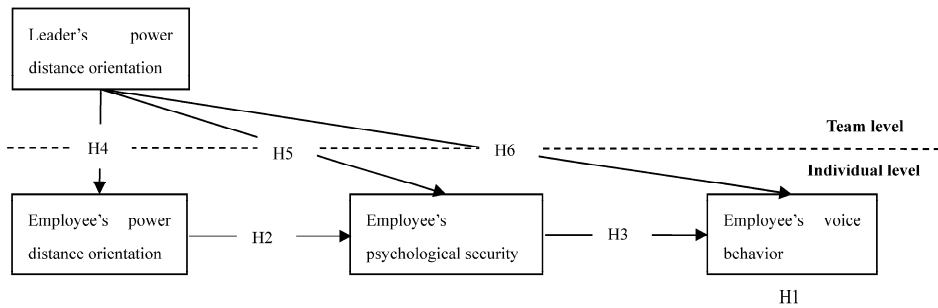 Leader's power
distance orientation
Team level
H4
H5
H6
Individual level
Employee's power
distance orientation
H2
Employee's
psychological security
H3
Employee's voice
behavior
H1